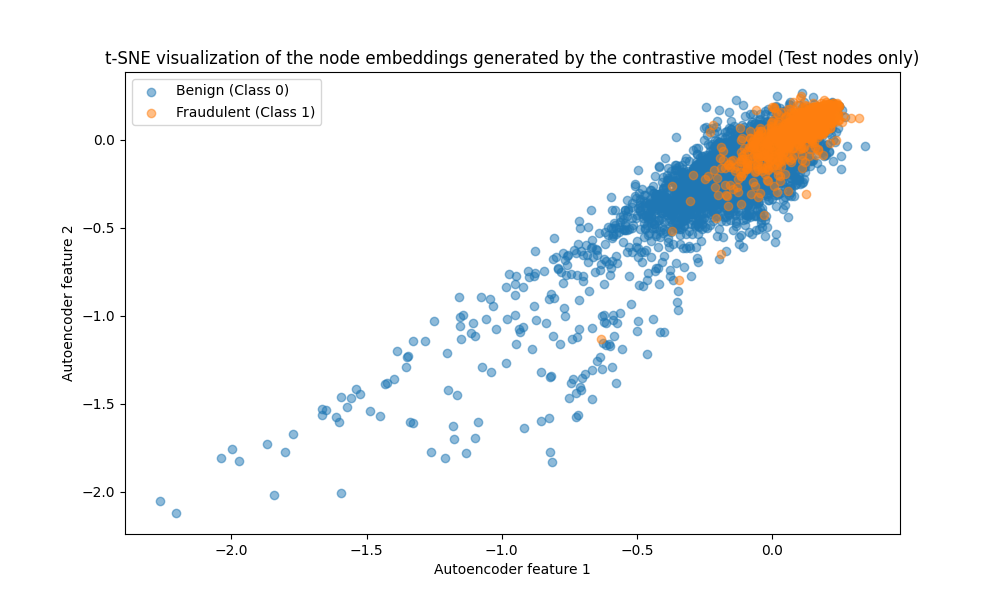 t-SNE visualization of the node embeddings generated by the contrastive model (Test nodes only)
Benign (Class 0)
Fraudulent (Class 1)
0.0
−0.5
−1.0
−1.5
−2.0
Autoencoder feature 2
−2.0 −1.5 −1.0 −0.5 0.0
Autoencoder feature 1